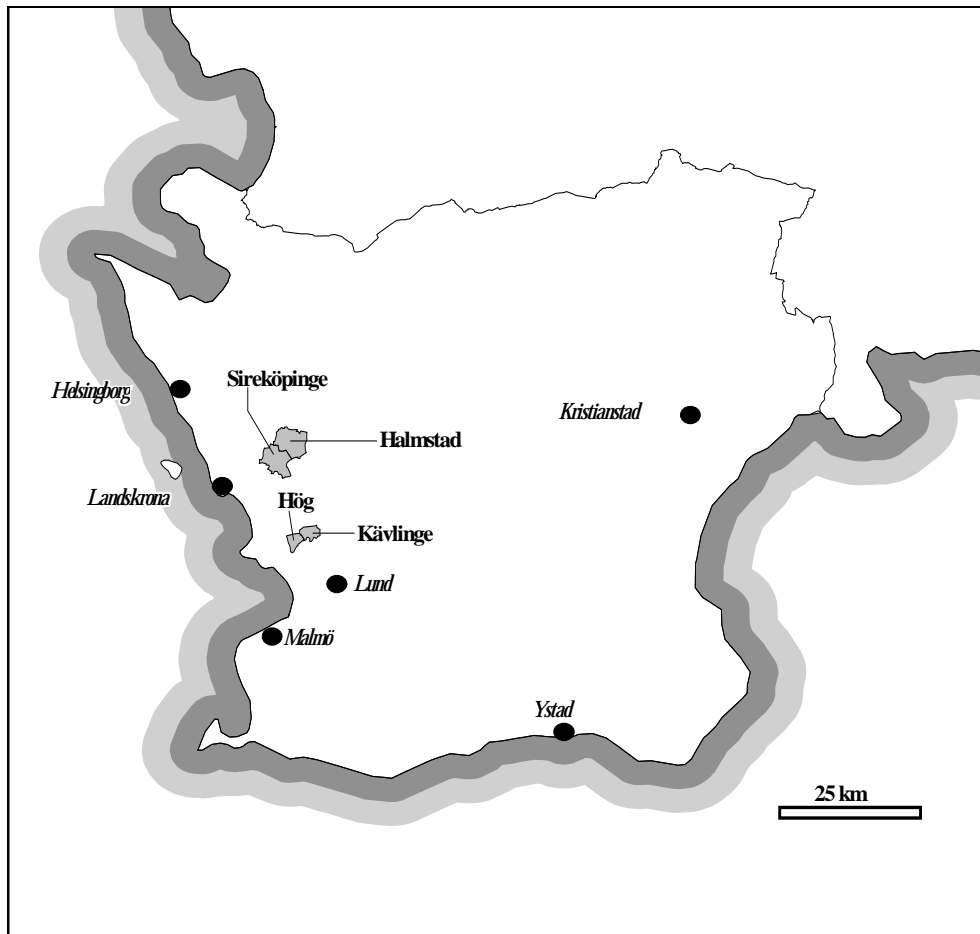 Sireköpinge
Helsingborg
Kristianstad
Halmstad
Landskrona
Hög
Kävlinge
Lund
Malmö
Ystad
25 km